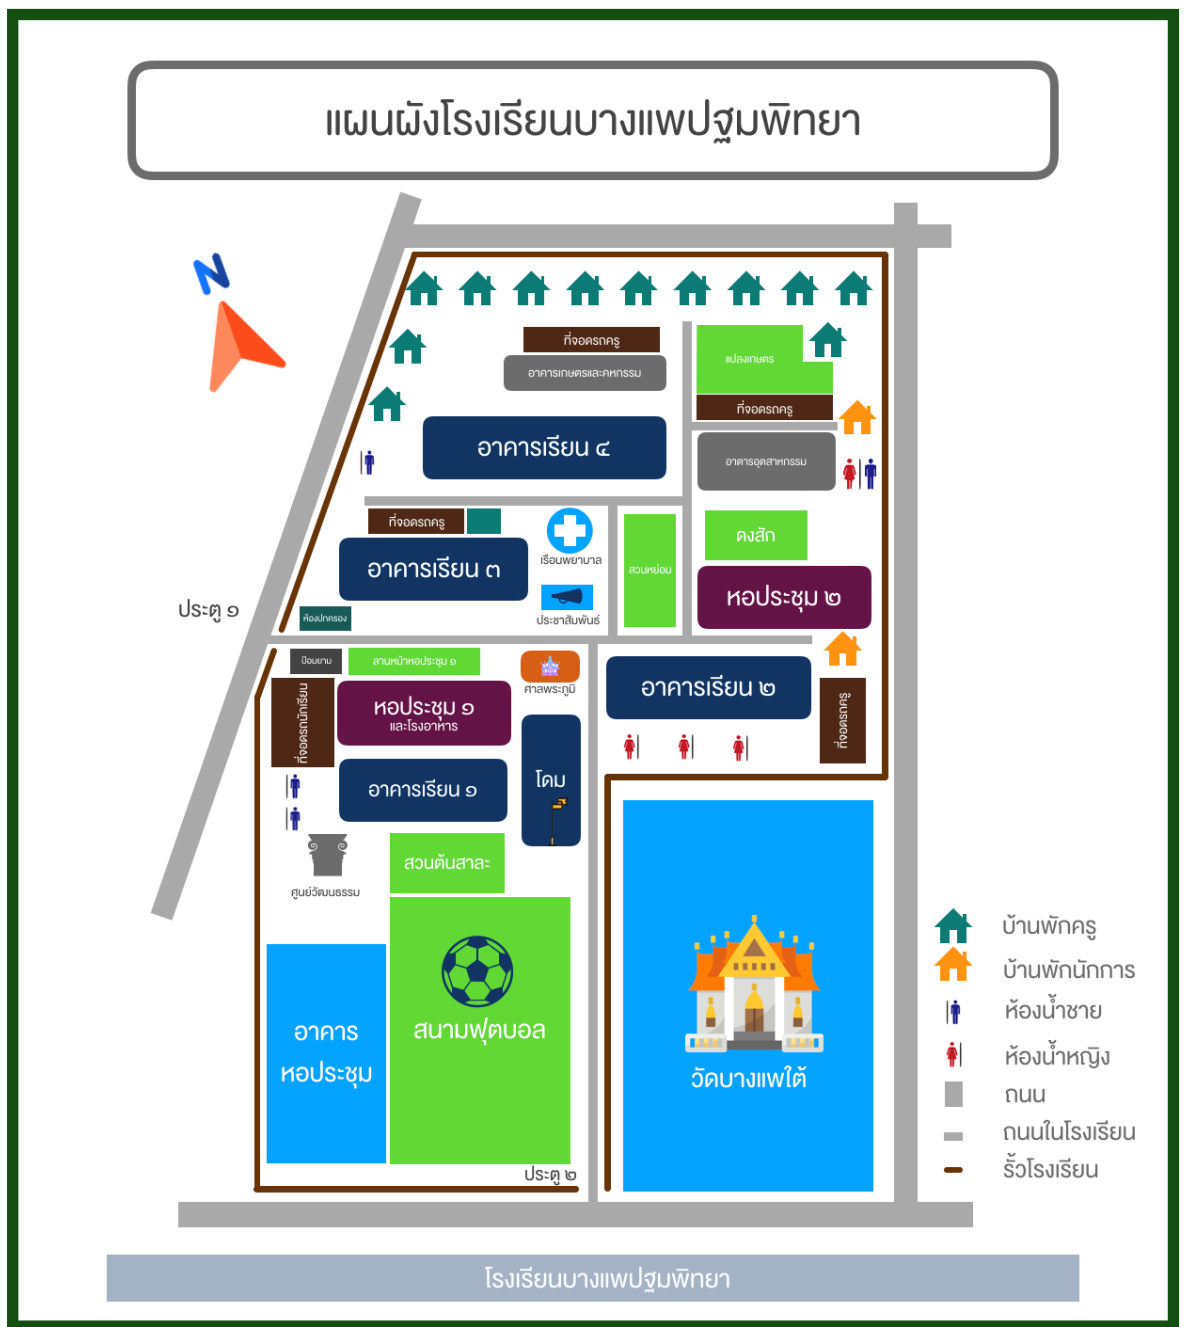 แผนผังโรงเรียนบางแพปฐมพิทยา
N
ที่จอดรถครู
อาคารเกษตรและคหกรรม
แปลงเกษตร
ที่จอดรถครู
อาคารเรียน ๔
อาคารอุตสาหกรรม
ที่จอดรถครู
อาคารเรียน ๓
เรือนพยาบาล
สวนหย่อม
ดงสัก
หอประชุม ๒
ประตู ๑
ห้องปกครอง
ประชาสัมพันธ์
ป้อมยาม
ลานหน้าหอประชุม ๑
ศาลพระภูมิ
อาคารเรียน ๒
ที่จอดรถนักเรียน
หอประชุม ๑
และโรงอาหาร
ที่จอดรถครู
โดม
อาคารเรียน ๑
สวนต้นสาละ
ศูนย์วัฒนธรรม
สนามฟุตบอล
อาคาร
หอประชุม
วัดบางแพใต้
ประตู ๒
บ้านพักครู
บ้านพักนักการ
ห้องน้ำชาย
ห้องน้ำหญิง
ถนน
ถนนในโรงเรียน
รั้วโรงเรียน
โรงเรียนบางแพปฐมพิทยา